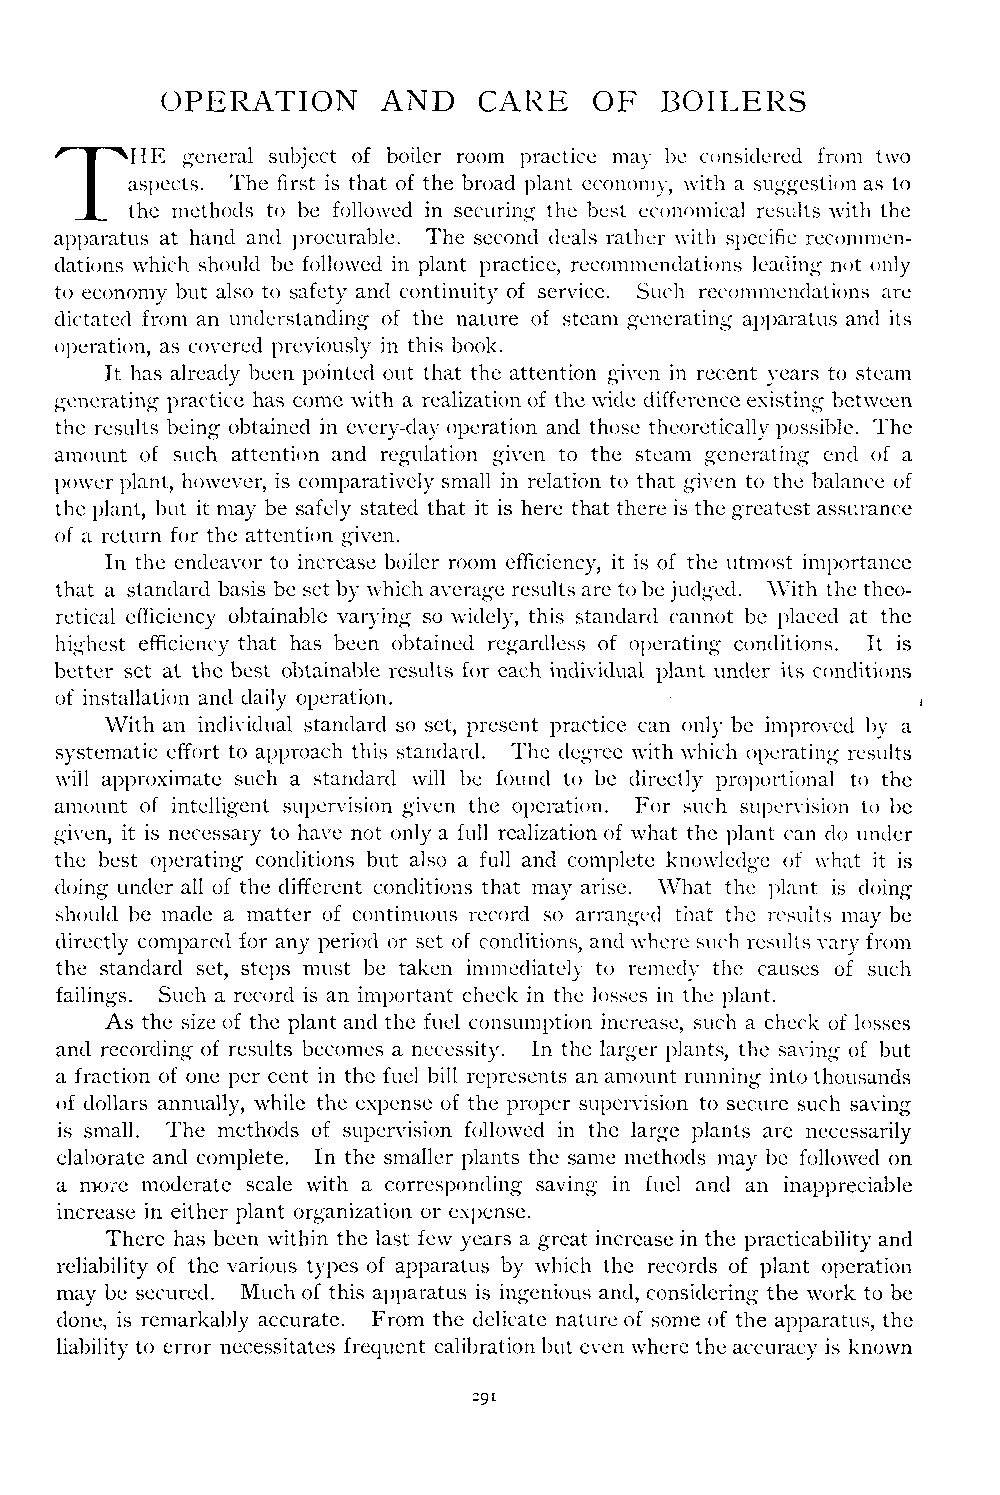 OPERATION AND CARE OF BOILERS
THE general subject of boiler room practice may be considered from two
aspects. The first is that of the broad plant economy, with a suggestion as to
the methods to be followed in securing the best economical results with the
apparatus at hand and procurable. The second deals rather with specific recommen-
dations which should be followed in plant practice, recommendations leading not only
to economy but also to safety and continuity of service. Such recommendations are
dictated from an understanding of the nature of steam generating apparatus and its
operation, as covered previously in this book.
It has already been pointed out that the attention given in recent years to steam
generating practice has come with a realization of the wide difference existing between
the results being obtained in every-day operation and those theoretically possible. The
amount of such attention and regulation given to the steam generating end of a
power plant, however, is comparatively small in relation to that given to the balance of
the plant, but it may be safely stated that it is here that there is the greatest assurance
of a return for the attention given.
In the endeavor to increase boiler room efficiency, it is of the utmost importance
that a standard basis be set by which average results are to be judged. With the theo-
retical efficiency obtainable varying so widely, this standard cannot be placed at the
highest efficiency that has been obtained regardless of operating conditions. It is
better set at the best obtainable results for each individual plant under its conditions
of installation and daily operation.
With an individual standard so set, present practice can only be improved by a
systematic effort to approach this standard. The degree with which operating results
will approximate such a standard will be found to be directly proportional to the
amount of intelligent supervision given the operation. For such supervision to be
given, it is necessary to have not only a full realization of what the plant can do under
the best operating conditions but also a full and complete knowledge of what it is
doing under all of the different conditions that may arise. What the plant is doing
should be made a matter of continuous record so arranged that the results may be
directly compared for any period or set of conditions, and where such results vary from
the standard set, steps must be taken immediately to remedy the causes of such
failings. Such a record is an important check in the losses in the plant.
As the size of the plant and the fuel consumption increase, such a check of losses
and recording of results becomes a necessity. In the larger plants, the saving of but
a fraction of one per cent in the fuel bill represents an amount running into thousands
of dollars annually, while the expense of the proper supervision to secure such saving
is small. The methods of supervision followed in the large plants are necessarily
elaborate and complete. In the smaller plants the same methods may be followed on
a more moderate scale with a corresponding saving in fuel and an inappreciable
increase in either plant organization or expense.
There has been within the last few years a great increase in the practicability and
reliability of the various types of apparatus by which the records of plant operation
may be secured. Much of this apparatus is ingenious and, considering the work to be
done, is remarkably accurate. From the delicate nature of some of the apparatus, the
liability to error necessitates frequent calibration but even where the accuracy is known
291